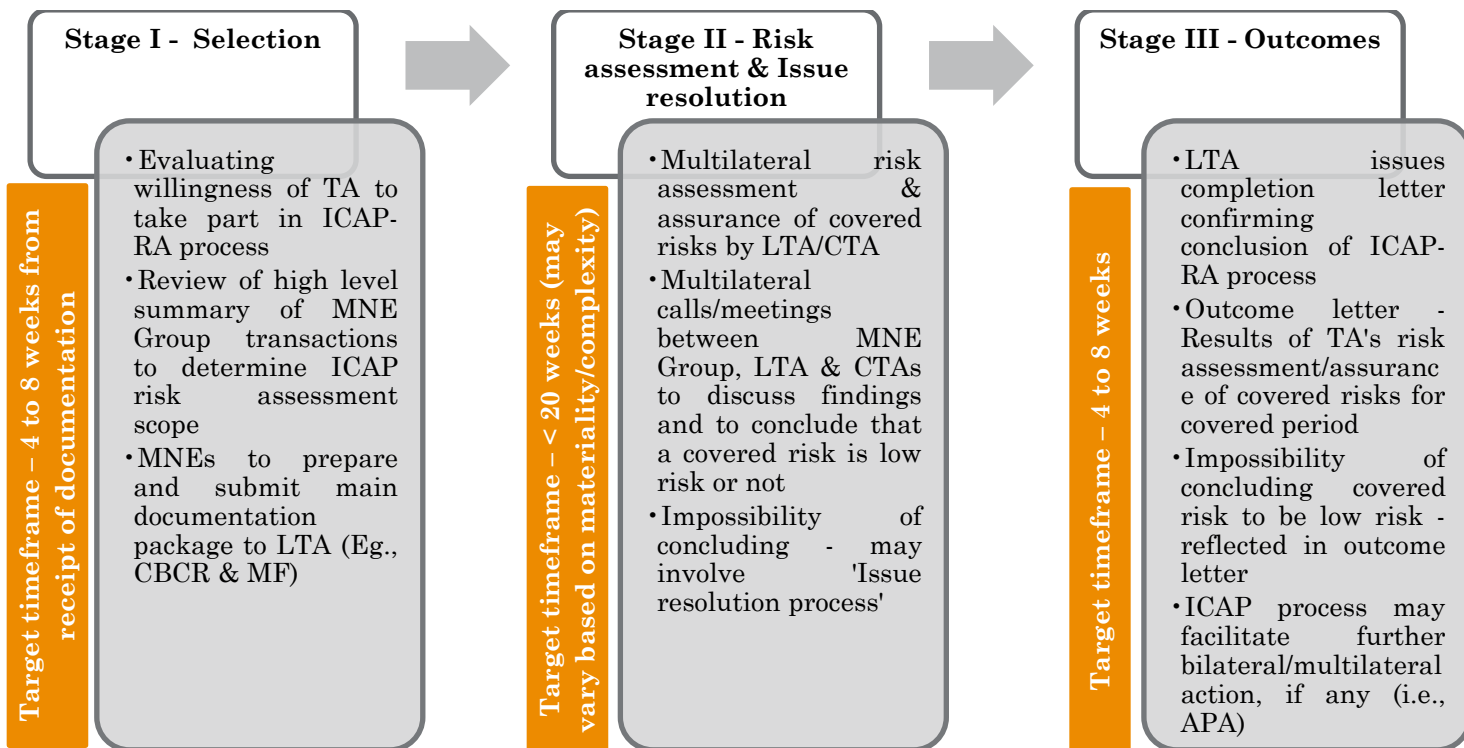 Stage I - Selection
Target timeframe – 4 to 8 weeks from
receipt of documentation
•Evaluating
willingness of TA to
take part in ICAP-
RA process
•Review of high level
summary of MNE
Group transactions
to determine ICAP
risk assessment
scope
•MNEs to prepare
and submit main
documentation
package to LTA (Eg.,
CBCR & MF)
Stage II - Risk
assessment & Issue
resolution
Target timeframe – < 20 weeks (may
vary based on materiality/complexity)
•Multilateral risk
assessment &
assurance of covered
risks by LTA/CTA
•Multilateral
calls/meetings
between MNE
Group, LTA & CTAs
to discuss findings
and to conclude that
a covered risk is low
risk or not
•Impossibility of
concluding - may
involve 'Issue
resolution process'
Stage III - Outcomes
Target timeframe – 4 to 8 weeks
•LTA issues
completion letter
confirming
conclusion of ICAP-
RA process
•Outcome letter -
Results of TA's risk
assessment/assuranc
e of covered risks for
covered period
•Impossibility of
concluding covered
risk to be low risk -
reflected in outcome
letter
•ICAP process may
facilitate further
bilateral/multilateral
action, if any (i.e.,
APA)